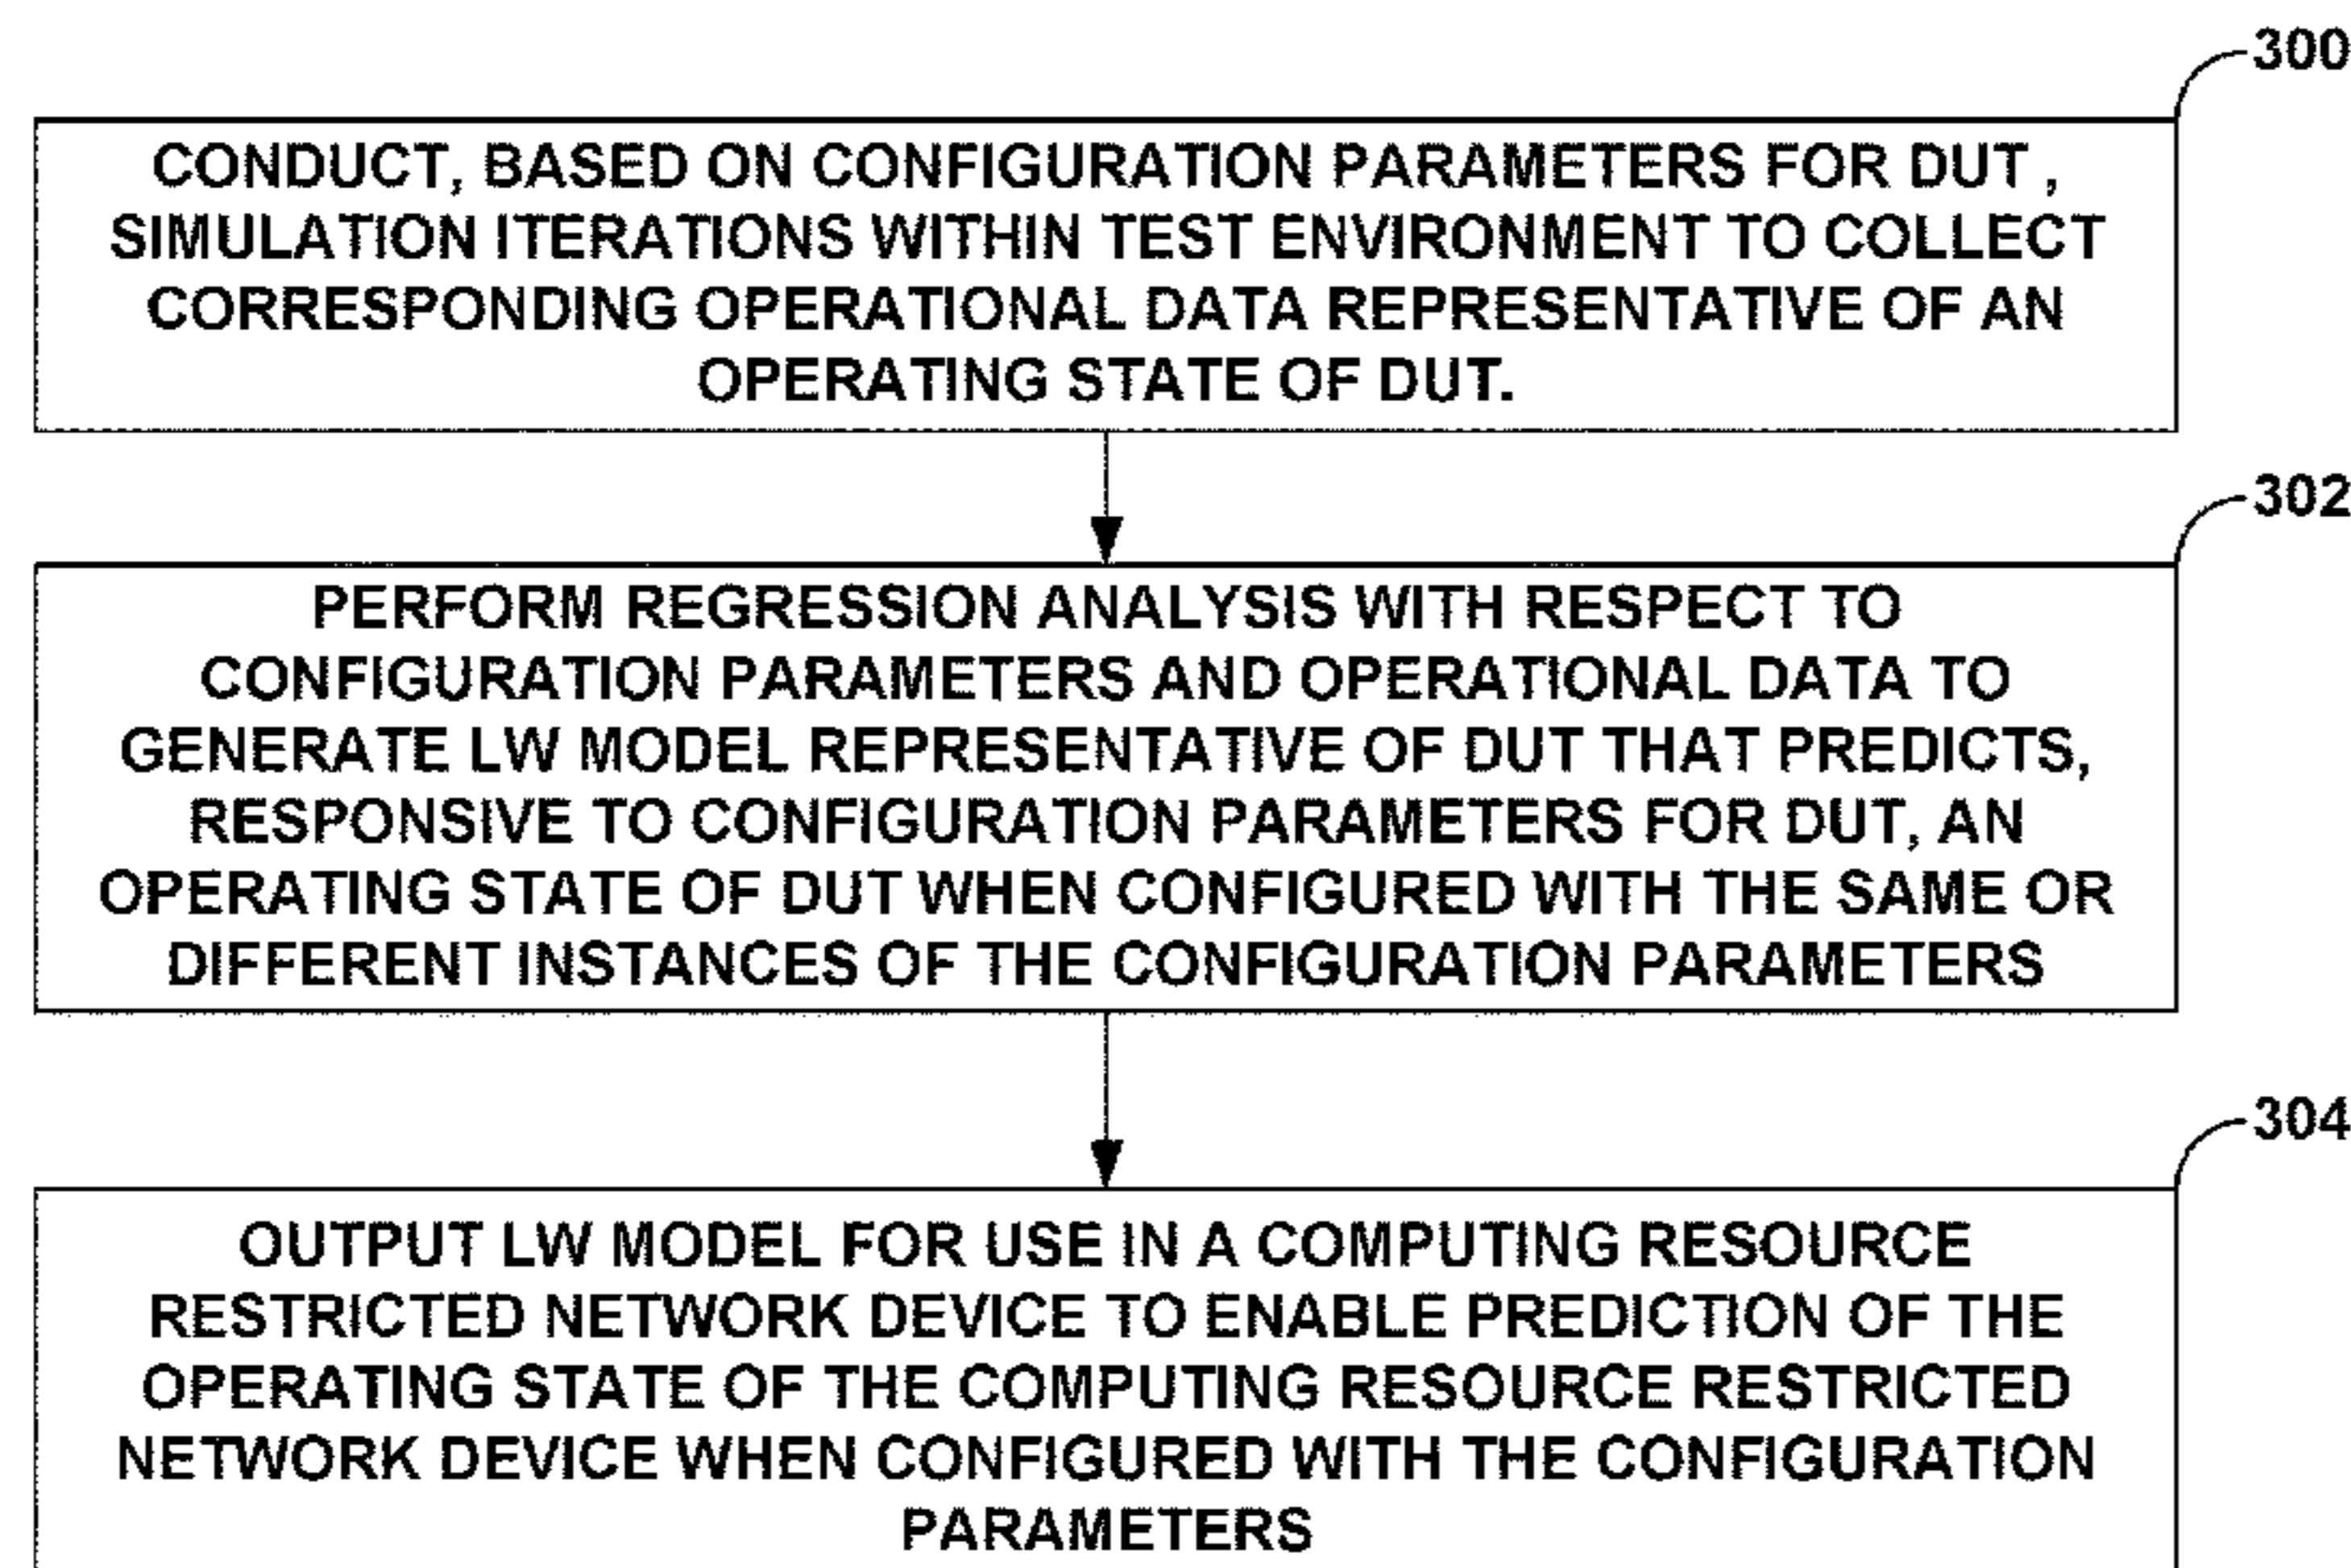 300
CONDUCT, BASED ON CONFIGURATION PARAMETERS FOR DUT ,
SIMULATION ITERATIONS WITHIN TEST ENVIRONMENT TO COLLECT
CORRESPONDING OPERATIONAL DATA REPRESENTATIVE OF AN
OPERATING STATE OF DUT.
302
PERFORM REGRESSION ANALYSIS WITH RESPECT TO
CONFIGURATION PARAMETERS AND OPERATIONAL DATA TO
GENERATE LW MODEL REPRESENTATIVE OF DUT THAT PREDICTS,
RESPONSIVE TO CONFIGURATION PARAMETERS FOR DUT, AN
OPERATING STATE OF DUT WHEN CONFIGURED WITH THE SAME OR
DIFFERENT INSTANCES OF THE CONFIGURATION PARAMETERS
304
OUTPUT LW MODEL FOR USE IN A COMPUTING RESOURCE
RESTRICTED NETWORK DEVICE TO ENABLE PREDICTION OF THE
OPERATING STATE OF THE COMPUTING RESOURCE RESTRICTED
NETWORK DEVICE WHEN CONFIGURED WITH THE CONFIGURATION
PARAMETERS